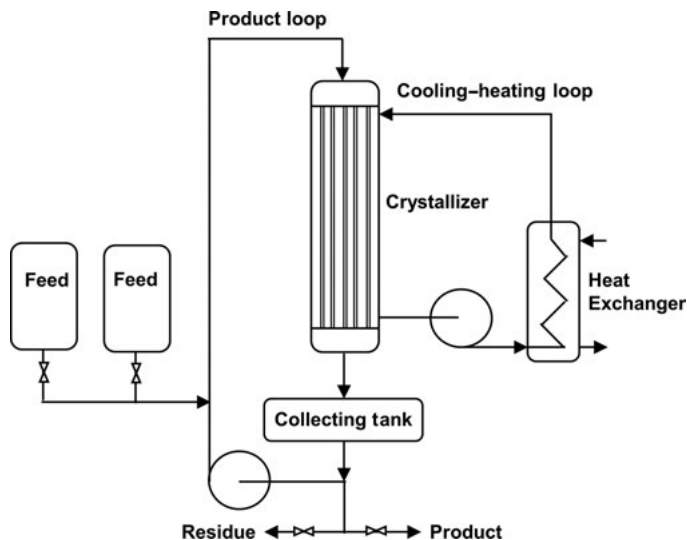 Product loop
Cooling–heating loop
Crystallizer
Feed
Feed
Heat
Exchanger
Collecting tank
Residue
Product